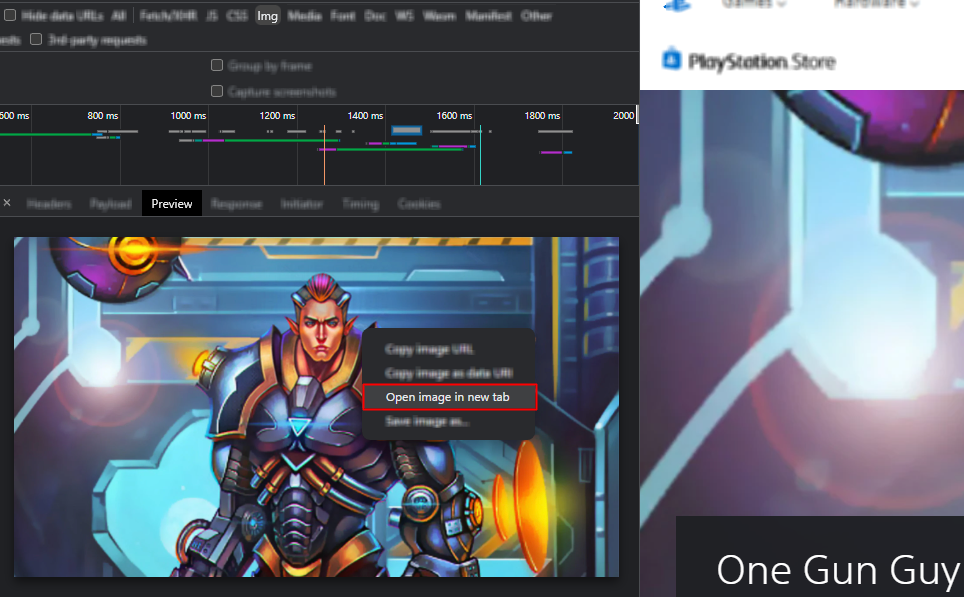 Hide data URLs All Fetch/XHR JS CSS Img Media Font Doc WS Wasm Manifest Other
3rd-party requests
Group by frame
Capture screenshots
800 ms 1000 ms 1200 ms 1400 ms 1600 ms 1800 ms 2000
Headers Payload Preview Response Initiator Timing Cookies
Copy image URL
Copy image as data URI
Open image in new tab
Save image as...
Games Hardware
PlayStation Store
One Gun Guy